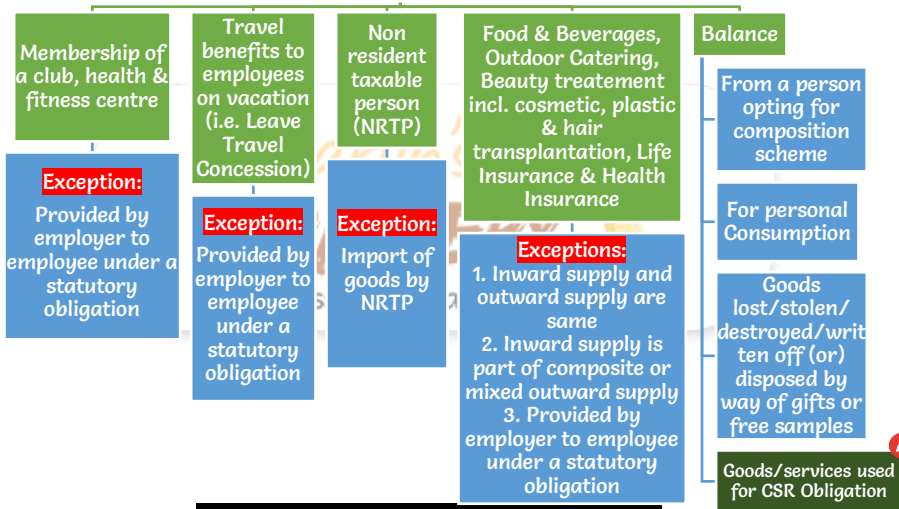 Membership of
a club, health &
fitness centre
Exception:
Provided by
employer to
employee under a
statutory
obligation
Travel
benefits to
employees
on vacation
(i.e. Leave
Travel
Concession)
Exception:
Provided by
employer to
employee
under a
statutory
obligation
Non
resident
taxable
person
(NRTP)
Exception:
Import of
goods by
NRTP
Food & Beverages,
Outdoor Catering,
Beauty treatement
incl. cosmetic, plastic
& hair
transplantation, Life
Insurance & Health
Insurance
Exceptions:
1. Inward supply and
outward supply are
same
2. Inward supply is
part of composite or
mixed outward supply
3. Provided by
employer to employee
under a statutory
obligation
Balance
From a person
opting for
composition
scheme
For personal
Consumption
Goods
lost/stolen/
destroyed/writ
ten off (or)
disposed by
way of gifts or
free samples
Goods/services used
for CSR Obligation